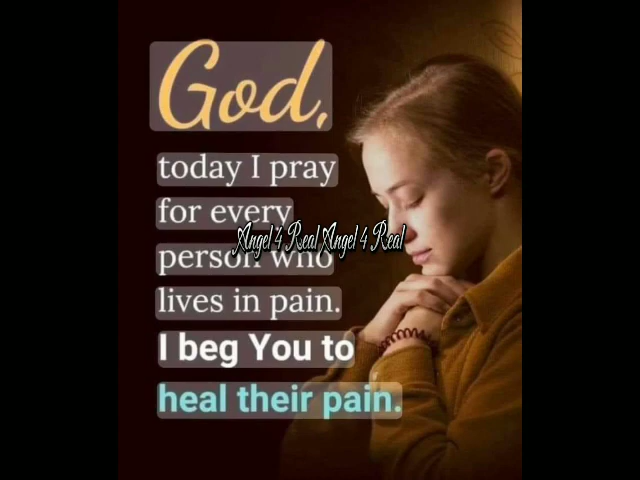 God,
today I pray
for every
person who
Angel 4 Real Angel 4 Real
lives in pain.
I beg You to
heal their pain.